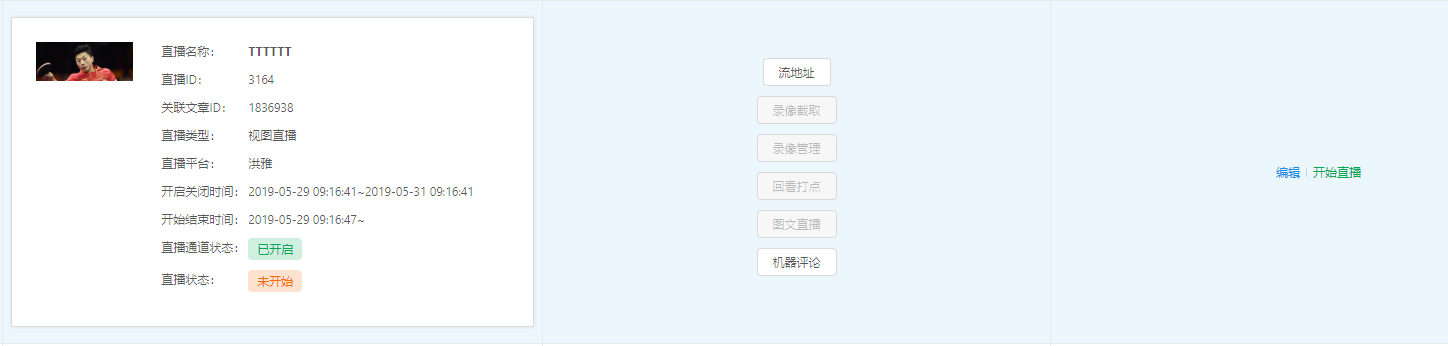 直播名称： TTTTTT
直播ID： 3164
关联文章ID： 1836938
直播类型： 视图直播
直播平台： 洪雅
开启关闭时间： 2019-05-29 09:16:41~2019-05-31 09:16:41
开始结束时间： 2019-05-29 09:16:47~
直播通道状态： 已开启
直播状态： 未开始
流地址
录像截取
录像管理
回看打点
图文直播
机器评论
编辑 | 开始直播